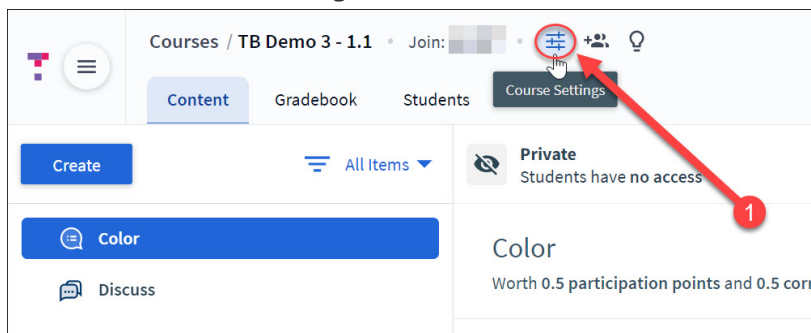 Courses / TB Demo 3 - 1.1 • Join: •
Course Settings
Content Gradebook Students
Create All Items
Private
Students have no access
1
Color
Discuss
Color
Worth 0.5 participation points and 0.5